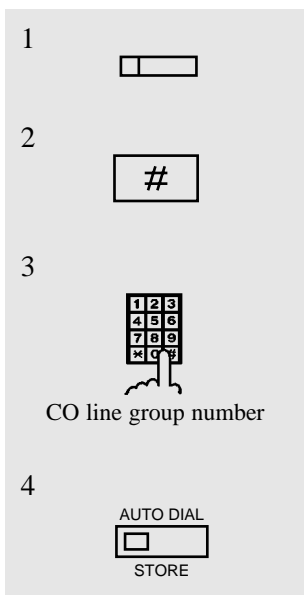 1
2
#
3
1 2 3
4 5 6
7 8 9
* 0 #
CO line group number
4
AUTO DIAL
STORE